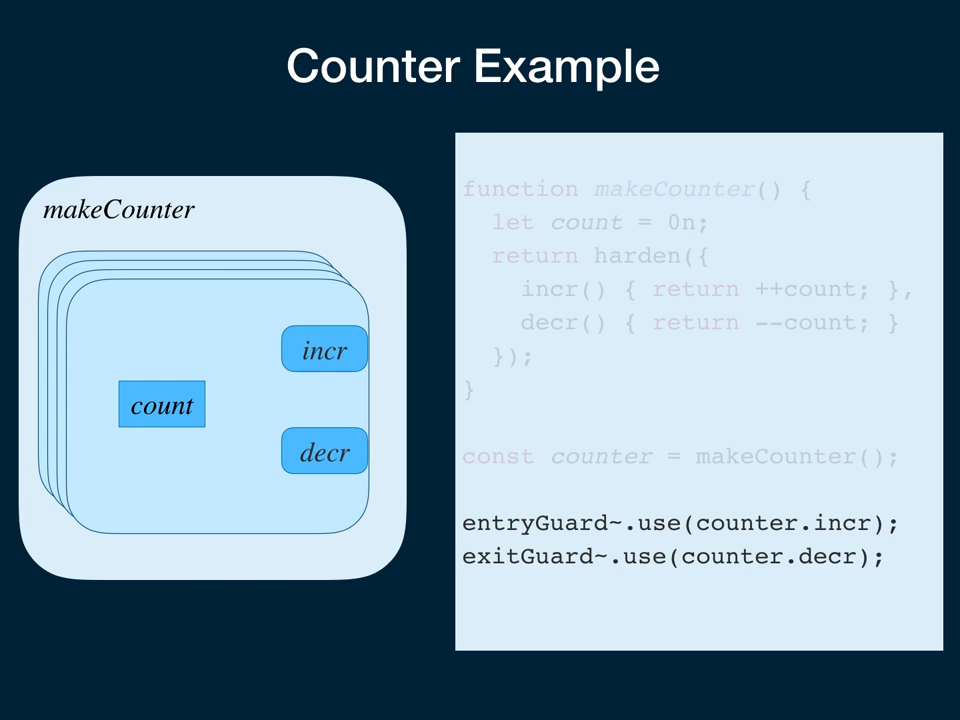 Counter Example
makeCounter
incr
count
decr
function makeCounter() {
  let count = 0n;
  return harden({
    incr() { return ++count; },
    decr() { return --count; }
  });
}
const counter = makeCounter();
entryGuard~.use(counter.incr);
exitGuard~.use(counter.decr);